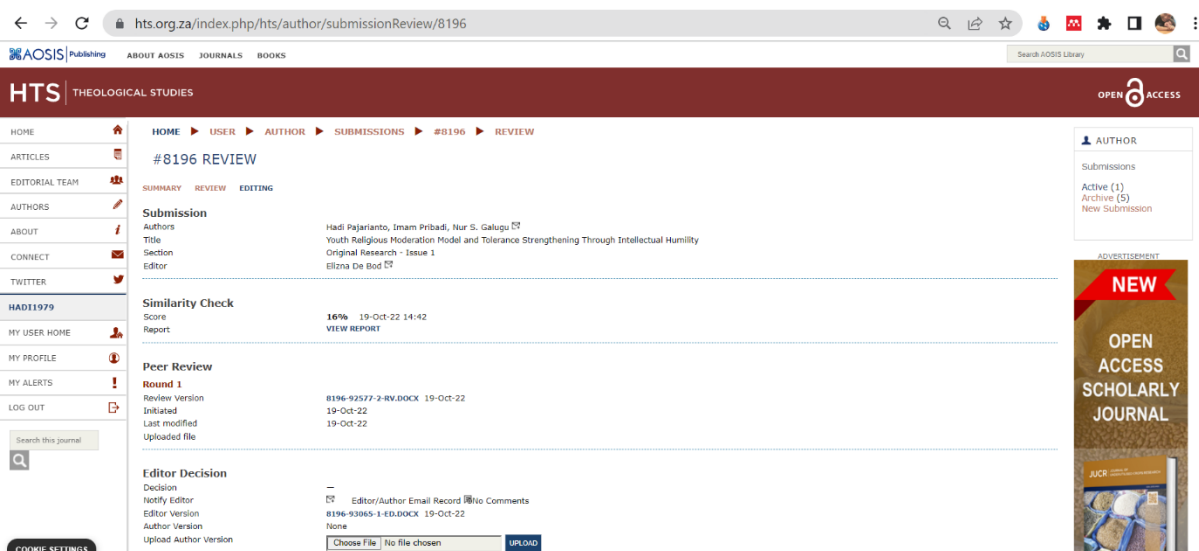 hts.org.za/index.php/hts/author/submissionReview/8196
AOSIS Publishing ABOUT AOSIS JOURNALS BOOKS Search AOSIS Library
HTS THEOLOGICAL STUDIES OPEN ACCESS
HOME
ARTICLES
EDITORIAL TEAM
AUTHORS
ABOUT
CONNECT
TWITTER
HADI1979
MY USER HOME
MY PROFILE
MY ALERTS
LOG OUT
Search this journal
COOKIE SETTINGS
HOME USER AUTHOR SUBMISSIONS #8196 REVIEW
#8196 REVIEW
SUMMARY REVIEW EDITING
Submission
Authors Hadi Pajarianto, Imam Pribadi, Nur S. Galugu
Title Youth Religious Moderation Model and Tolerance Strengthening Through Intellectual Humility
Section Original Research - Issue 1
Editor Elizna De Bod
Similarity Check
Score 16% 19-Oct-22 14:42
Report VIEW REPORT
Peer Review
Round 1
Review Version 8196-92577-2-RV.DOCX 19-Oct-22
Initiated 19-Oct-22
Last modified 19-Oct-22
Uploaded file
Editor Decision
Decision —
Notify Editor Editor/Author Email Record No Comments
Editor Version 8196-93065-1-ED.DOCX 19-Oct-22
Author Version None
Upload Author Version Choose File No file chosen UPLOAD
AUTHOR
Submissions
Active (1)
Archive (5)
New Submission
ADVERTISEMENT
NEW
OPEN
ACCESS
SCHOLARLY
JOURNAL
JUCR